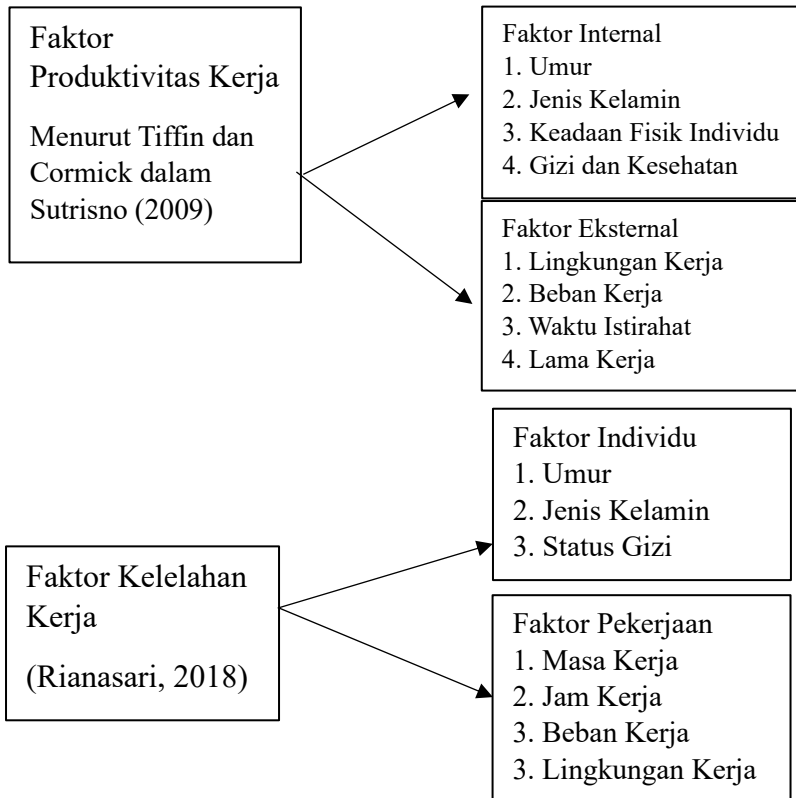 Faktor
Produktivitas Kerja
Menurut Tiffin dan
Cormick dalam
Sutrisno (2009)
Faktor Internal
1. Umur
2. Jenis Kelamin
3. Keadaan Fisik Individu
4. Gizi dan Kesehatan
Faktor Eksternal
1. Lingkungan Kerja
2. Beban Kerja
3. Waktu Istirahat
4. Lama Kerja
Faktor Kelelahan
Kerja
(Rianasari, 2018)
Faktor Individu
1. Umur
2. Jenis Kelamin
3. Status Gizi
Faktor Pekerjaan
1. Masa Kerja
2. Jam Kerja
3. Beban Kerja
3. Lingkungan Kerja